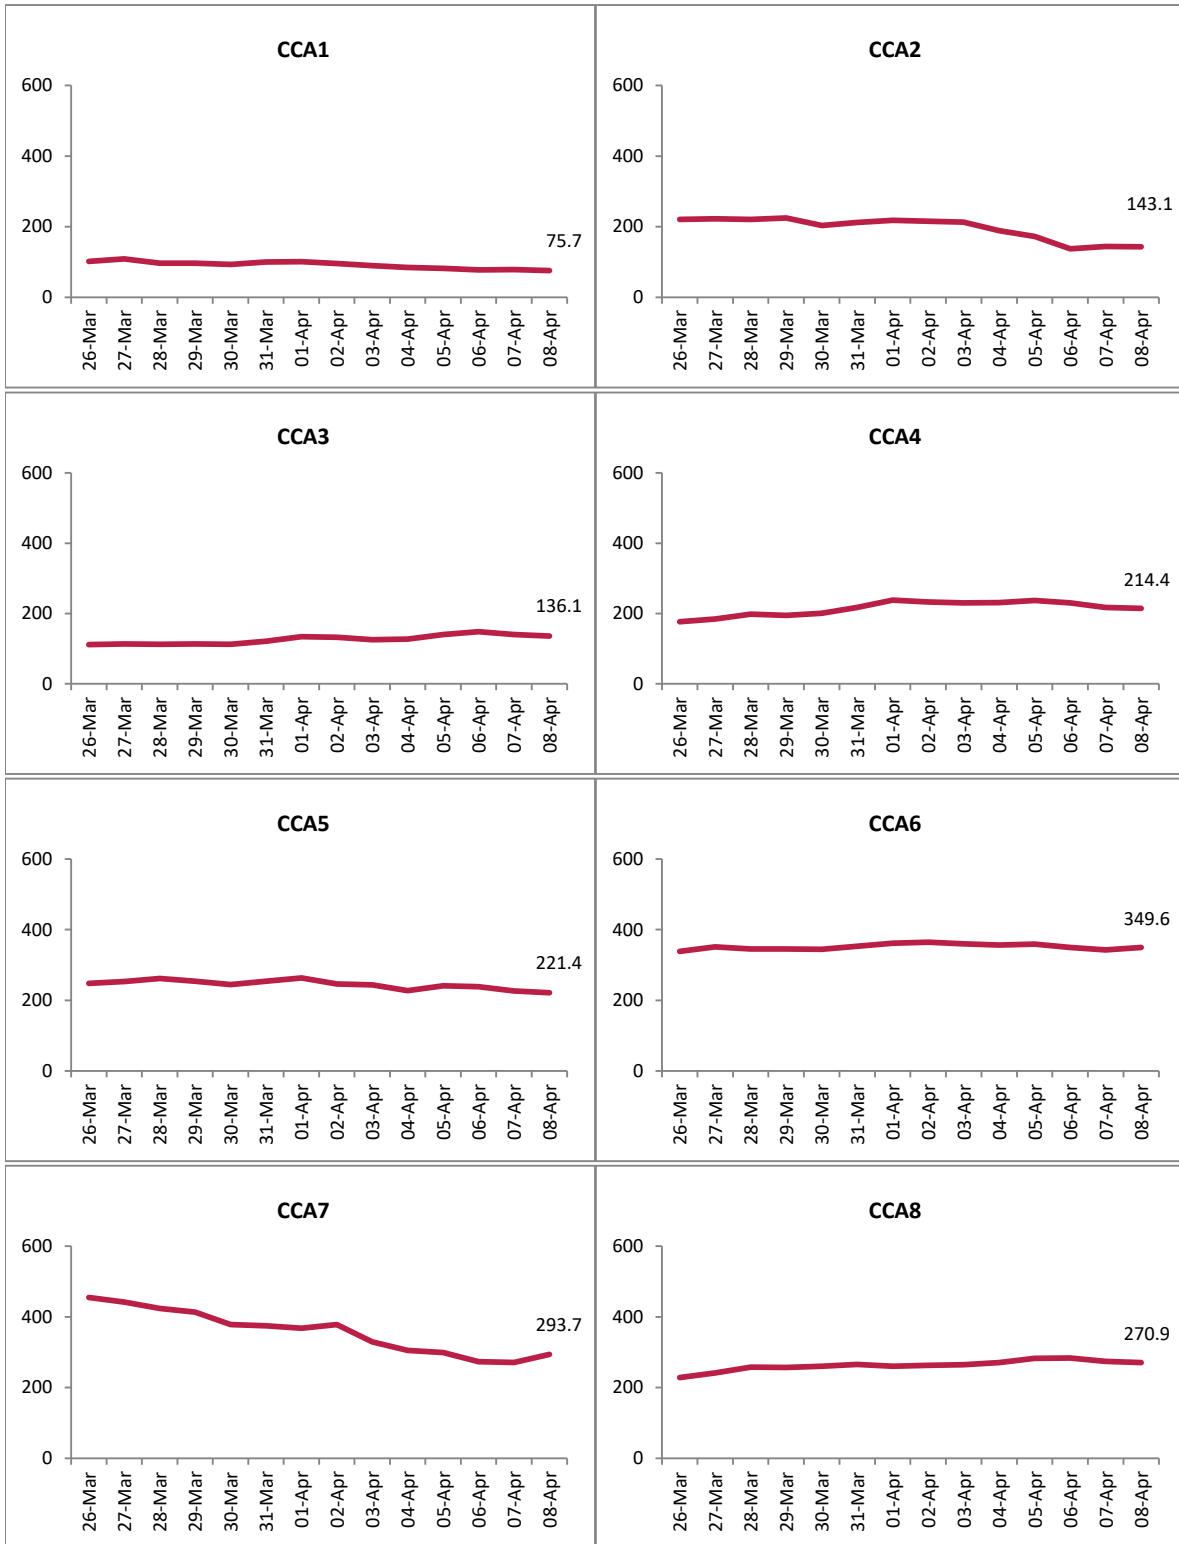 CCA1
600
400
200
0
75.7
26-Mar
27-Mar
28-Mar
29-Mar
30-Mar
31-Mar
01-Apr
02-Apr
03-Apr
04-Apr
05-Apr
06-Apr
07-Apr
08-Apr
CCA2
600
400
200
0
143.1
26-Mar
27-Mar
28-Mar
29-Mar
30-Mar
31-Mar
01-Apr
02-Apr
03-Apr
04-Apr
05-Apr
06-Apr
07-Apr
08-Apr
CCA3
600
400
200
0
136.1
26-Mar
27-Mar
28-Mar
29-Mar
30-Mar
31-Mar
01-Apr
02-Apr
03-Apr
04-Apr
05-Apr
06-Apr
07-Apr
08-Apr
CCA4
600
400
200
0
214.4
26-Mar
27-Mar
28-Mar
29-Mar
30-Mar
31-Mar
01-Apr
02-Apr
03-Apr
04-Apr
05-Apr
06-Apr
07-Apr
08-Apr
CCA5
600
400
200
0
221.4
26-Mar
27-Mar
28-Mar
29-Mar
30-Mar
31-Mar
01-Apr
02-Apr
03-Apr
04-Apr
05-Apr
06-Apr
07-Apr
08-Apr
CCA6
600
400
200
0
349.6
26-Mar
27-Mar
28-Mar
29-Mar
30-Mar
31-Mar
01-Apr
02-Apr
03-Apr
04-Apr
05-Apr
06-Apr
07-Apr
08-Apr
CCA7
600
400
200
0
293.7
26-Mar
27-Mar
28-Mar
29-Mar
30-Mar
31-Mar
01-Apr
02-Apr
03-Apr
04-Apr
05-Apr
06-Apr
07-Apr
08-Apr
CCA8
600
400
200
0
270.9
26-Mar
27-Mar
28-Mar
29-Mar
30-Mar
31-Mar
01-Apr
02-Apr
03-Apr
04-Apr
05-Apr
06-Apr
07-Apr
08-Apr